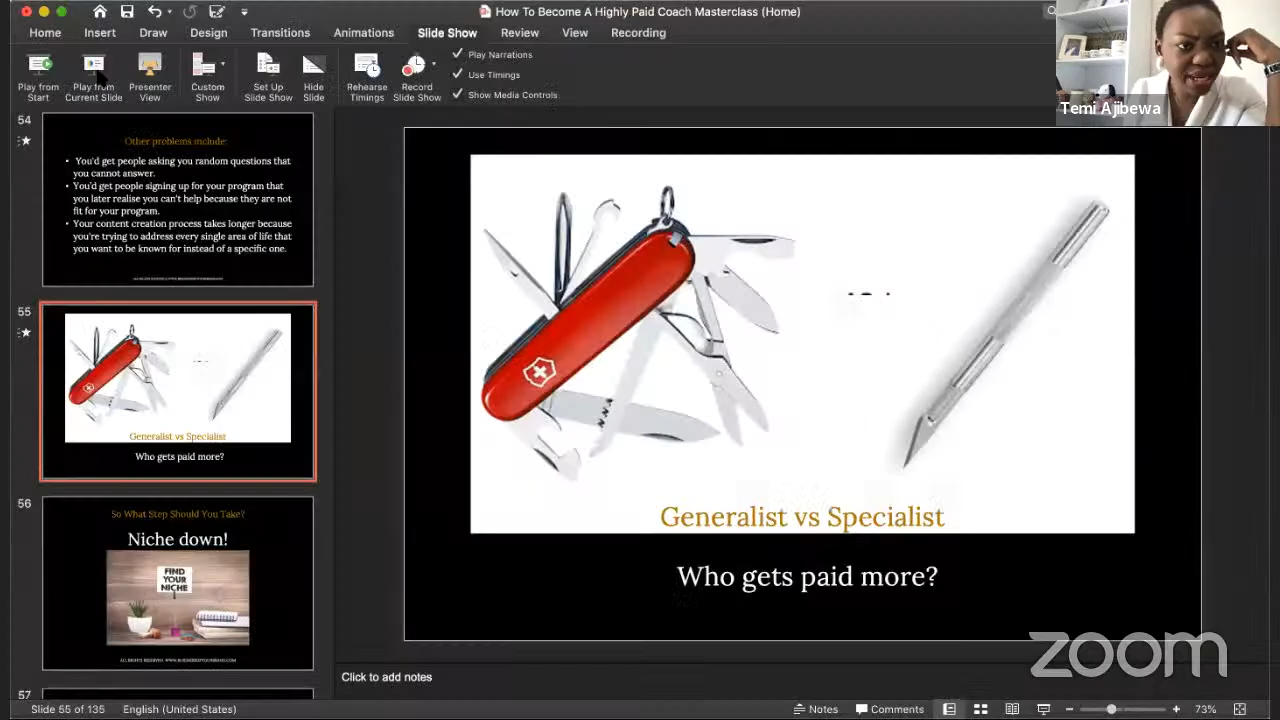 How To Become A Highly Paid Coach Masterclass (Home)
Home Insert Draw Design Transitions Animations Slide Show Review View Recording
Play from Start
Play from Current Slide
Presenter View
Custom Show
Set Up Slide Show
Hide Slide
Rehearse Timings
Record Slide Show
Play Narrations
Use Timings
Show Media Controls
Temi Ajibewa
54
Other problems include:
• You'd get people asking you random questions that
you cannot answer.
• You'd get people signing up for your program that
you later realise you can't help because they are not
fit for your program.
• Your content creation process takes longer because
you're trying to address every single area of life that
you want to be known for instead of a specific one.
55
Generalist vs Specialist
Who gets paid more?
56
So What Step Should You Take?
Niche down!
FIND
YOUR
NICHE
57
Generalist vs Specialist
Who gets paid more?
zoom
Click to add notes
Slide 55 of 135 English (United States) Notes Comments 73%